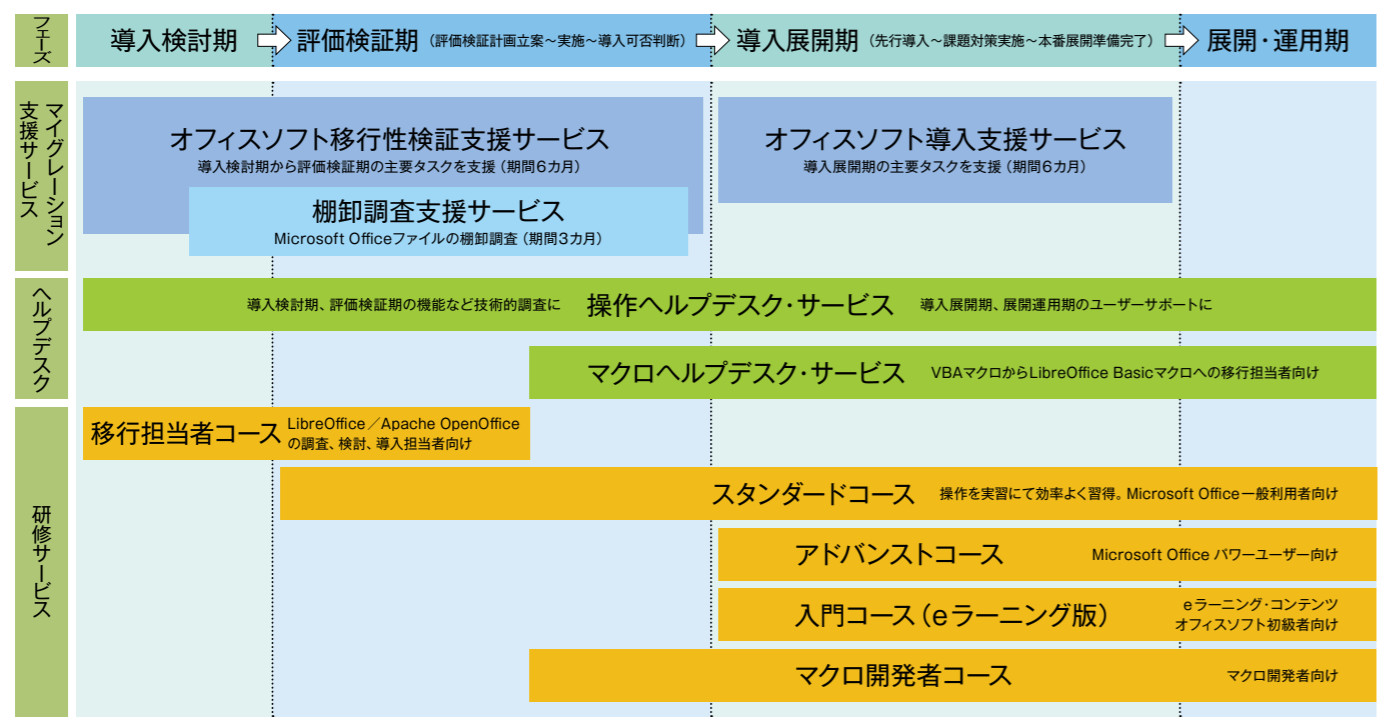 フェーズ
導入検討期
評価検証期（評価検証計画立案～実施～導入可否判断）
導入展開期（先行導入～課題対策実施～本番展開準備完了）
展開・運用期
マイグレーション
支援サービス
オフィスソフト移行性検証支援サービス
導入検討期から評価検証期の主要タスクを支援（期間6カ月）
棚卸調査支援サービス
Microsoft Officeファイルの棚卸調査（期間3カ月）
オフィスソフト導入支援サービス
導入展開期の主要タスクを支援（期間6カ月）
ヘルプデスク
導入検討期、評価検証期の機能など技術的調査に 操作ヘルプデスク・サービス 導入展開期、展開運用期のユーザーサポートに
マクロヘルプデスク・サービス VBAマクロからLibreOffice Basicマクロへの移行担当者向け
研修サービス
移行担当者コース
LibreOffice／Apache OpenOffice
の調査、検討、導入担当者向け
スタンダードコース 操作を実習にて効率よく習得。Microsoft Office一般利用者向け
アドバンストコース Microsoft Office パワーユーザー向け
入門コース（eラーニング版）
eラーニング・コンテンツ
オフィスソフト初級者向け
マクロ開発者コース マクロ開発者向け